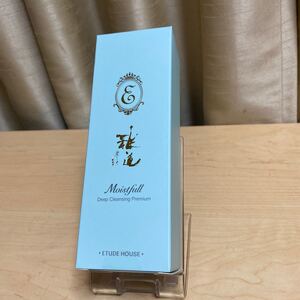 E
Moistfull
Deep Cleansing Premium
• ETUDE HOUSE •